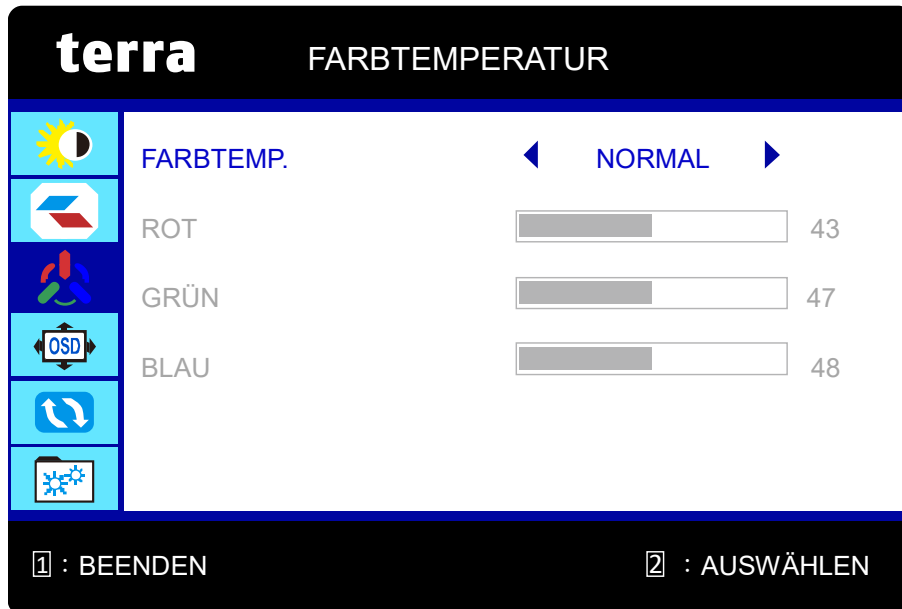 terra FARBTEMPERATUR
FARBTEMP. NORMAL
ROT 43
GRÜN 47
OSD
BLAU 48
1 : BEENDEN 2 : AUSWÄHLEN